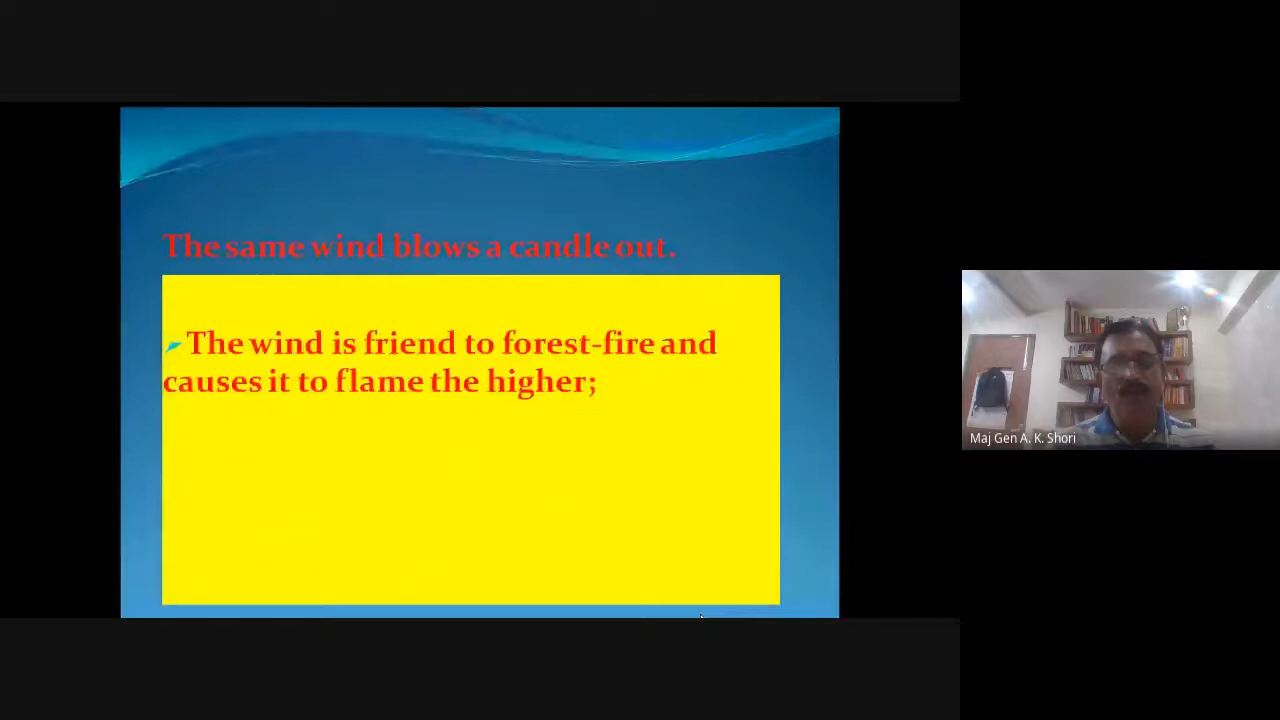 The same wind blows a candle out.
The wind is friend to forest-fire and
causes it to flame the higher;
Maj Gen A. K. Shori